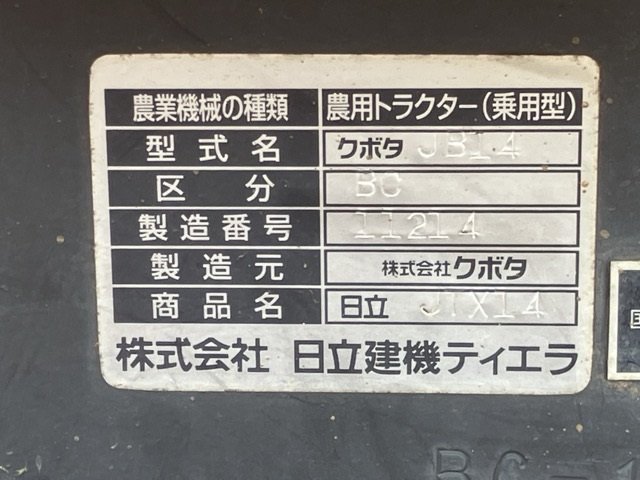 農業機械の種類 農用トラクター(乗用型)
型式名 クボタ JB14
区分 BC
製造番号 11214
製造元 株式会社クボタ
商品名 日立 JTX14
株式会社 日立建機ティエラ
国
BC-1